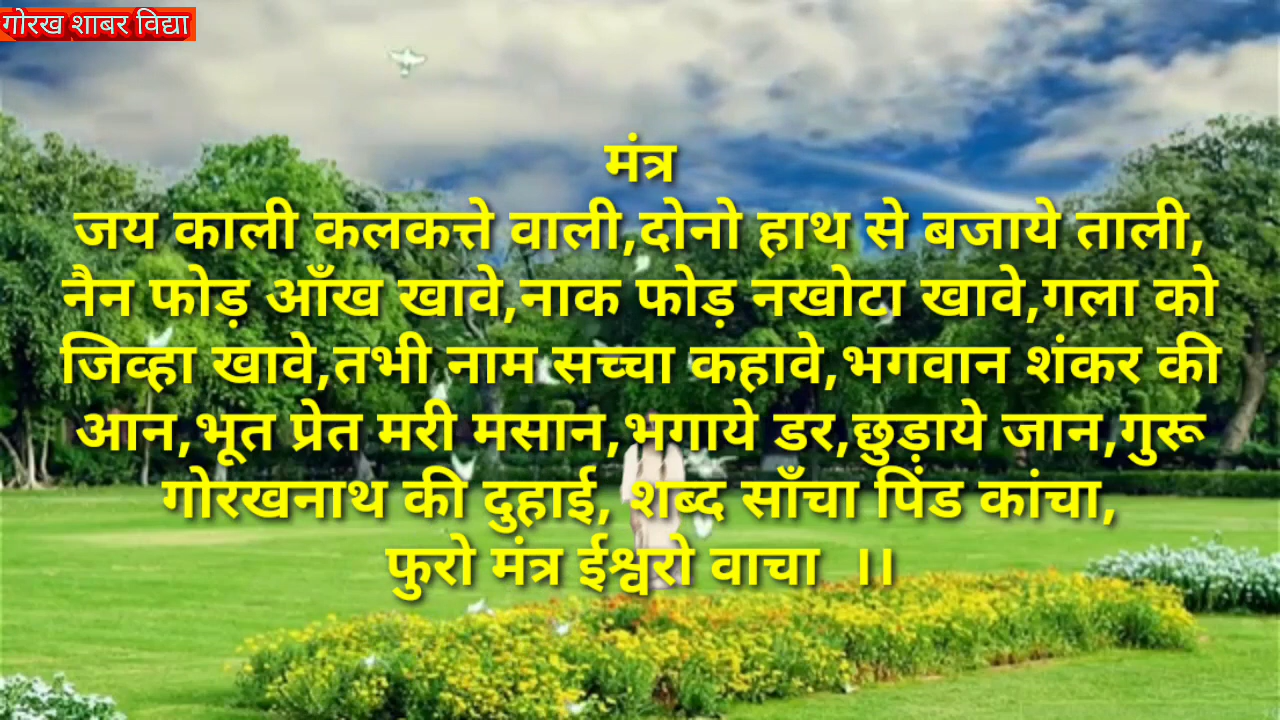 गोरख शाबर विद्या
मंत्र
जय काली कलकत्ते वाली,दोनो हाथ से बजाये ताली,
नैन फोड़ आँख खावे,नाक फोड़ नखोटा खावे,गला को
जिव्हा खावे,तभी नाम सच्चा कहावे,भगवान शंकर की
आन,भूत प्रेत मरी मसान,भगाये डर,छुड़ाये जान,गुरू
गोरखनाथ की दुहाई, शब्द साँचा पिंड कांचा,
फुरो मंत्र ईश्वरो वाचा ।।